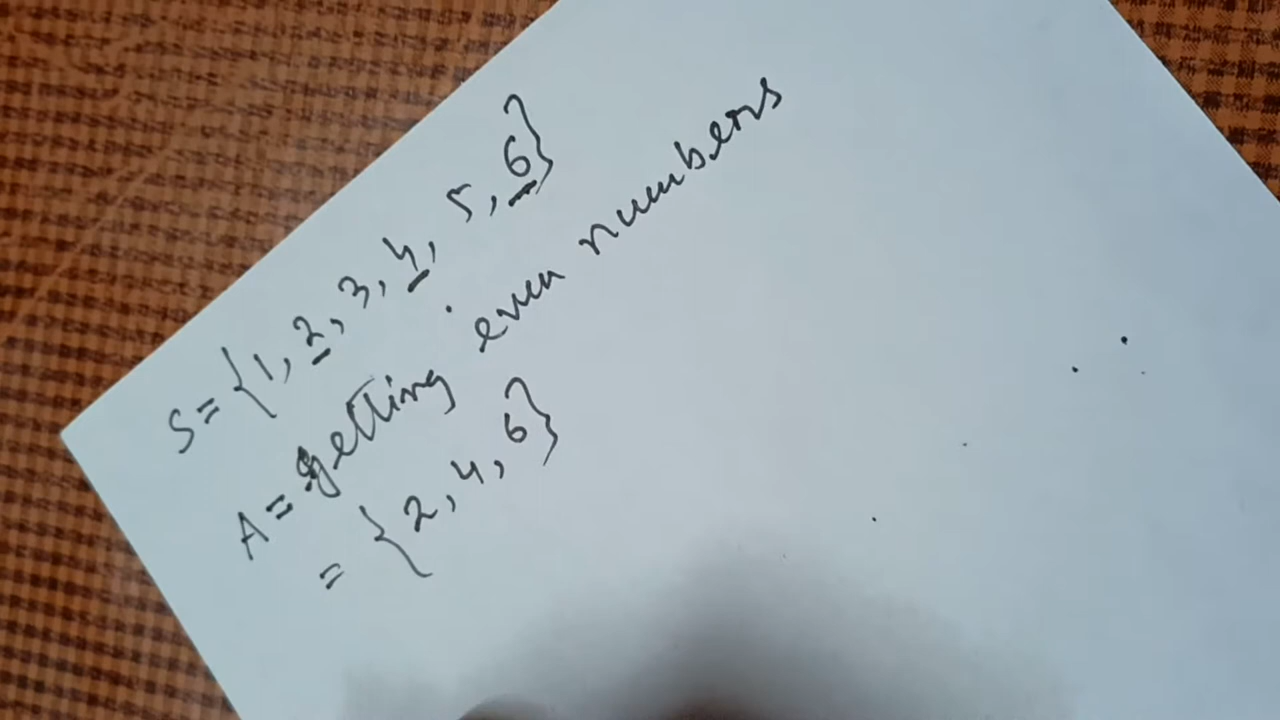 S = {1, 2, 3, 4, 5, 6}
A = getting even numbers
= {2, 4, 6}